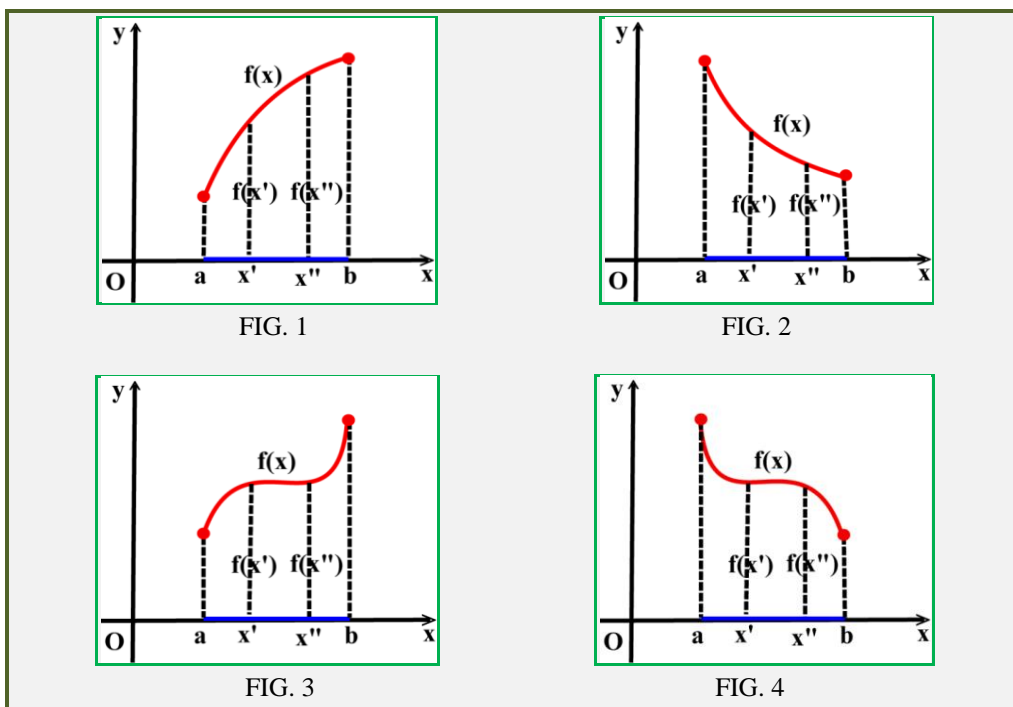 y
f(x)
f(x') f(x")
O a x' x" b x
FIG. 1
y
f(x)
f(x') f(x")
O a x' x" b x
FIG. 2
y
f(x)
f(x') f(x")
O a x' x" b x
FIG. 3
y
f(x)
f(x') f(x")
O a x' x" b x
FIG. 4